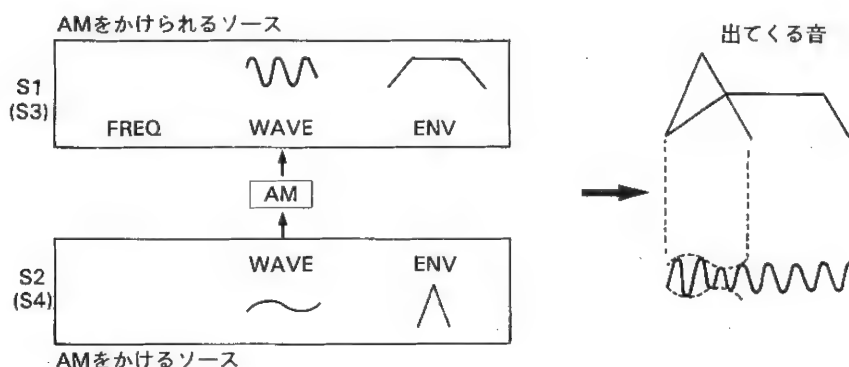 AMをかけられるソース
出てくる音
S1
(S3)
FREQ WAVE ENV
AM
S2
(S4)
WAVE ENV
AMをかけるソース